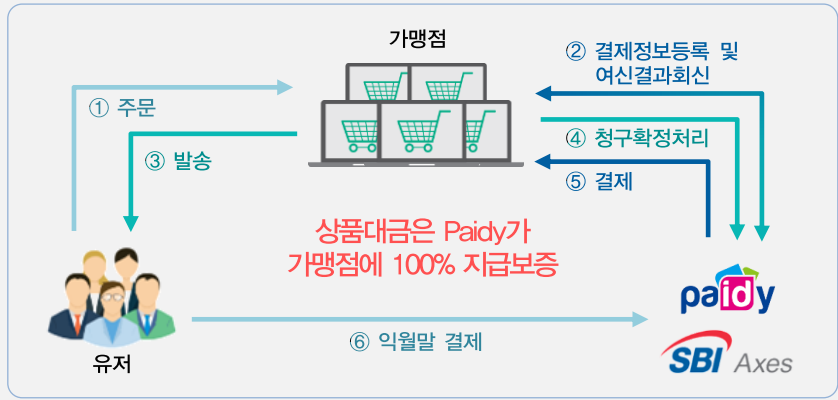 가맹점
① 주문
② 결제정보등록 및
여신결과회신
③ 발송
④ 청구확정처리
⑤ 결제
상품대금은 Paidy가
가맹점에 100% 지급보증
유저
⑥ 익월말 결제
paidy
SBI Axes